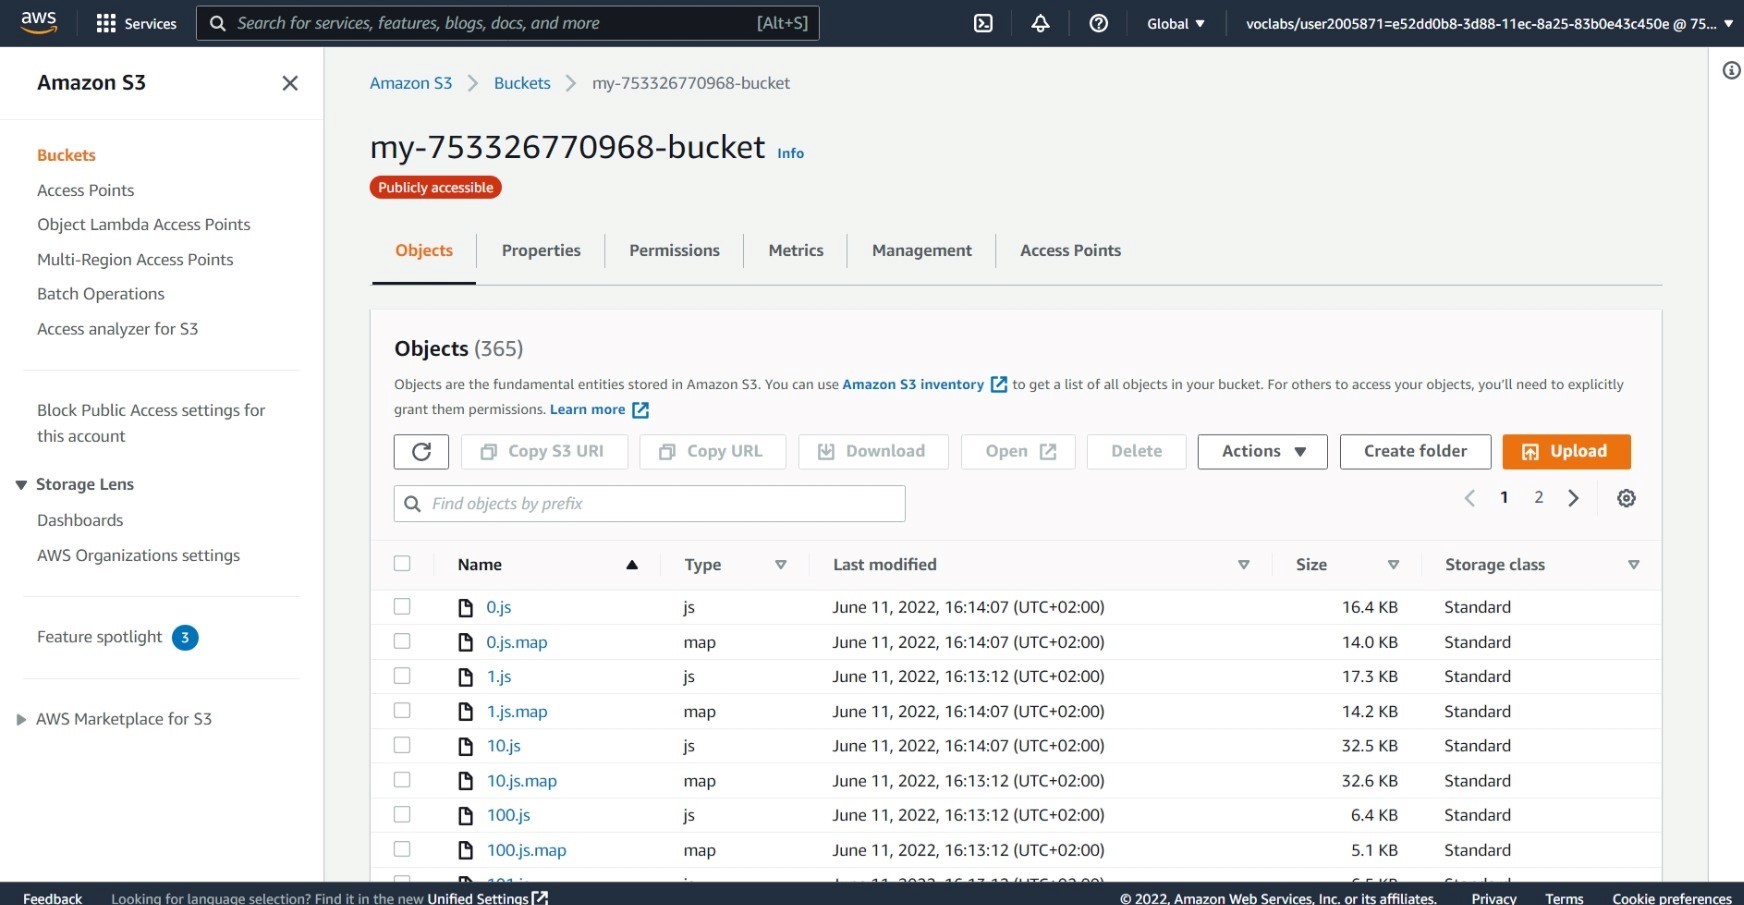 aws
Services
Search for services, features, blogs, docs, and more
[Alt+S]
Global ▼
voclabs/user2005871=e52dd0b8-3d88-11ec-8a25-83b0e43c450e @ 75... ▼
Amazon S3
Buckets
Access Points
Object Lambda Access Points
Multi-Region Access Points
Batch Operations
Access analyzer for S3
Block Public Access settings for
this account
Storage Lens
Dashboards
AWS Organizations settings
Feature spotlight 3
AWS Marketplace for S3
Amazon S3 > Buckets > my-753326770968-bucket
my-753326770968-bucket Info
Publicly accessible
Objects Properties Permissions Metrics Management Access Points
Objects (365)
Objects are the fundamental entities stored in Amazon S3. You can use Amazon S3 inventory to get a list of all objects in your bucket. For others to access your objects, you'll need to explicitly
grant them permissions. Learn more
Copy S3 URI Copy URL Download Open Delete Actions ▼ Create folder Upload
Find objects by prefix
< 1 2 >
Name Type Last modified Size Storage class
0.js js June 11, 2022, 16:14:07 (UTC+02:00) 16.4 KB Standard
0.js.map map June 11, 2022, 16:14:07 (UTC+02:00) 14.0 KB Standard
1.js js June 11, 2022, 16:13:12 (UTC+02:00) 17.3 KB Standard
1.js.map map June 11, 2022, 16:14:07 (UTC+02:00) 14.2 KB Standard
10.js js June 11, 2022, 16:14:07 (UTC+02:00) 32.5 KB Standard
10.js.map map June 11, 2022, 16:13:12 (UTC+02:00) 32.6 KB Standard
100.js js June 11, 2022, 16:13:12 (UTC+02:00) 6.4 KB Standard
100.js.map map June 11, 2022, 16:13:12 (UTC+02:00) 5.1 KB Standard
Feedback Looking for language selection? Find it in the new Unified Settings
© 2022, Amazon Web Services, Inc. or its affiliates. Privacy Terms Cookie preferences